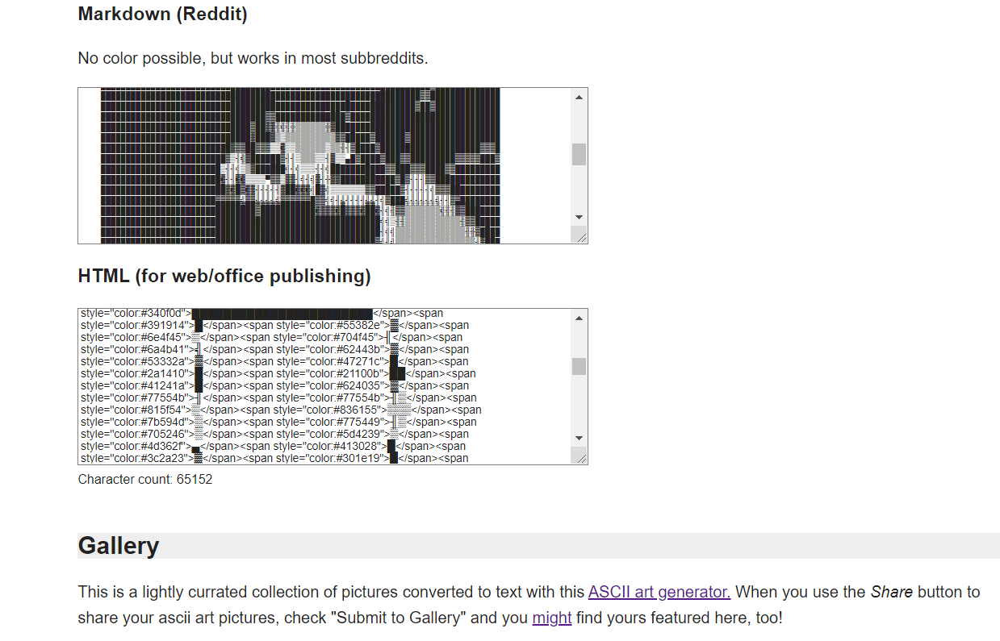 Markdown (Reddit)
No color possible, but works in most subbreddits.
HTML (for web/office publishing)
style="color:#340f0d">███████████████████████</span><span
style="color:#391914">█</span><span style="color:#55382e">▓</span><span
style="color:#6e4f45">▒</span><span style="color:#704f45">╢</span><span
style="color:#6a4b41">╣</span><span style="color:#62443b">▓</span><span
style="color:#53332a">▓</span><span style="color:#47271c">█</span><span
style="color:#2a1410">█</span><span style="color:#21100b">██</span><span
style="color:#41241a">█</span><span style="color:#624035">▓</span><span
style="color:#77554b">╢</span><span style="color:#77554b">╢▒</span><span
style="color:#815f54">▒</span><span style="color:#836155">▒▒▒</span><span
style="color:#7b594d">▒</span><span style="color:#775449">╢▒</span><span
style="color:#705246">▒</span><span style="color:#5d4239">▒</span><span
style="color:#4d362f">▄</span><span style="color:#413028">█</span><span
style="color:#3c2a23">▓</span><span style="color:#301e19">█</span><span
Character count: 65152
Gallery
This is a lightly currated collection of pictures converted to text with this ASCII art generator. When you use the Share button to
share your ascii art pictures, check "Submit to Gallery" and you might find yours featured here, too!